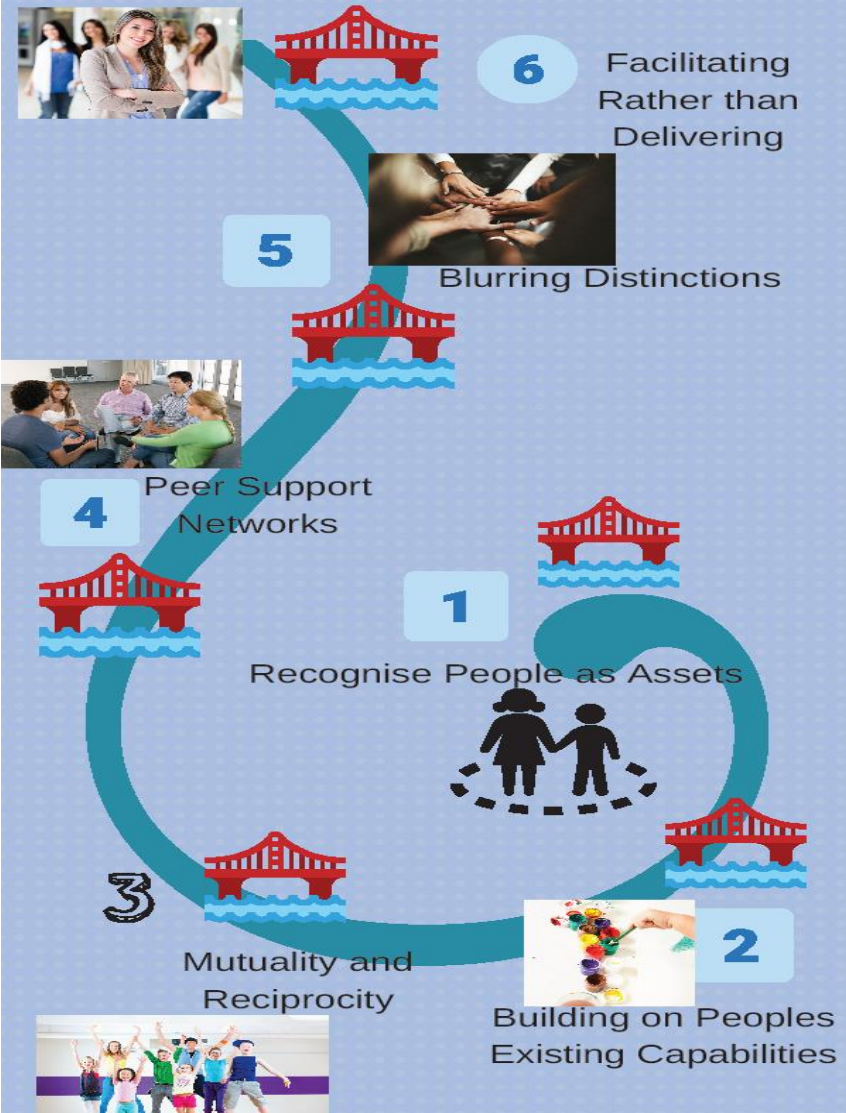 6
Facilitating
Rather than
Delivering
5
Blurring Distinctions
Peer Support
4
Networks
1
Recognise People as Assets
3
2
Mutuality and
Reciprocity
Building on Peoples
Existing Capabilities